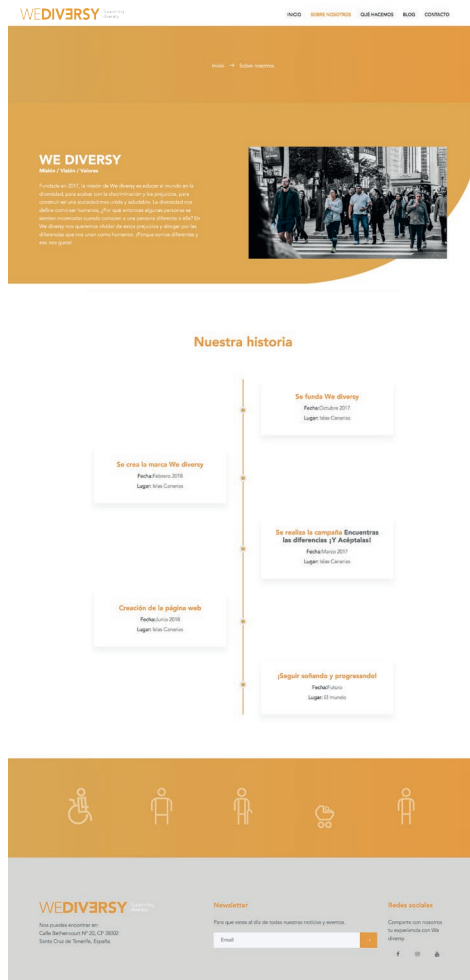 WEDIVERSY
INICIO SOBRE NOSOTROS QUÉ HACEMOS BLOG CONTACTO
Inicio → Sobre nosotros
WE DIVERSY
Misión / Visión / Valores
Fundada en 2017, la misión de We diversy es educar al mundo en la
diversidad, para acabar con la discriminación y los prejuicios, para
construir así una sociedad más unida y saludable. La diversidad nos
define como ser humanos. ¿Por qué entonces algunas personas se
sienten incómodas cuando conocen a una persona diferente a ella? En
We diversy nos queremos olvidar de esos prejuicios y abogar por las
diferencias que nos unen como humanos. ¡Porque somos diferentes y
eso nos gusta!
Nuestra historia
Se funda We diversy
Fecha:Octubre 2017
Lugar: Islas Canarias
Se crea la marca We diversy
Fecha:Febrero 2018
Lugar: Islas Canarias
Se realiza la campaña Encuentras
las diferencias ¡Y Acéptalas!
Fecha:Marzo 2017
Lugar: Islas Canarias
Creación de la página web
Fecha:Junio 2018
Lugar: Islas Canarias
¡Seguir soñando y progresando!
Fecha:Futuro
Lugar: El mundo
WEDIVERSY
Nos puedes encontrar en:
Calle Bethencourt Nº 20, CP 38002
Santa Cruz de Tenerife, España.
Newsletter
Para que estes al día de todas nuestras noticias y eventos.
Email
→
Redes sociales
Comparte con nosotros
tu experiencia con We
diversy